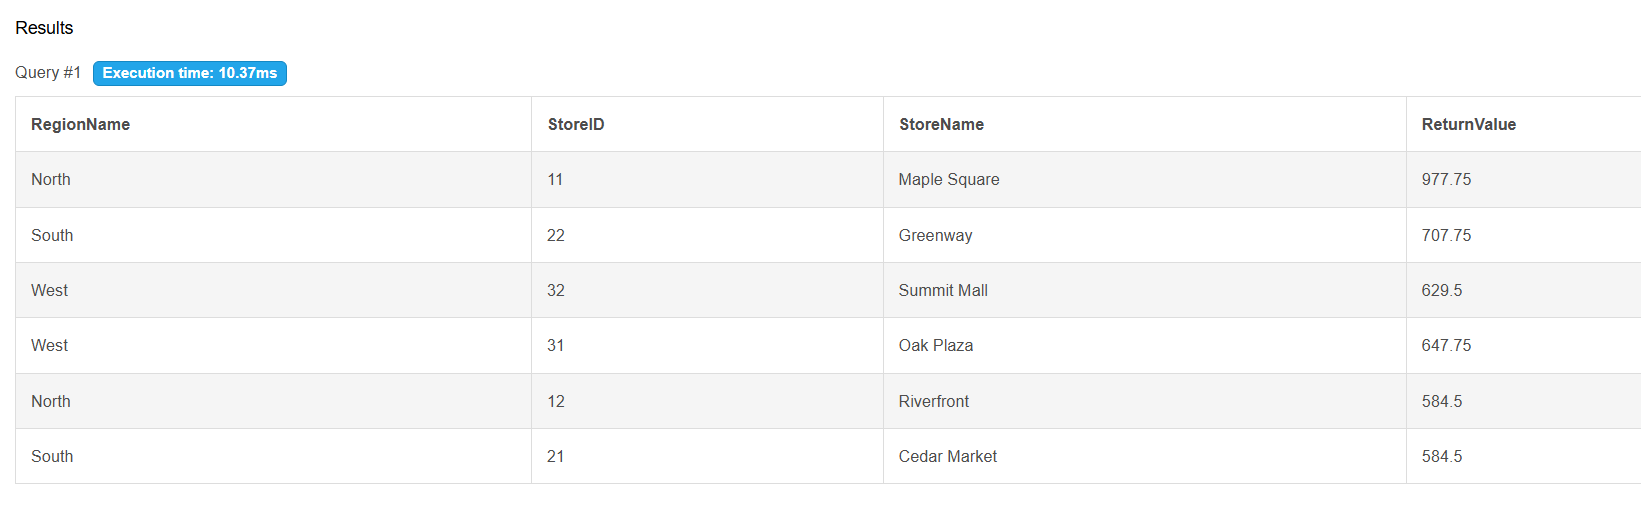 Results
Query #1 Execution time: 10.37ms
RegionName StoreID StoreName ReturnValue
North 11 Maple Square 977.75
South 22 Greenway 707.75
West 32 Summit Mall 629.5
West 31 Oak Plaza 647.75
North 12 Riverfront 584.5
South 21 Cedar Market 584.5